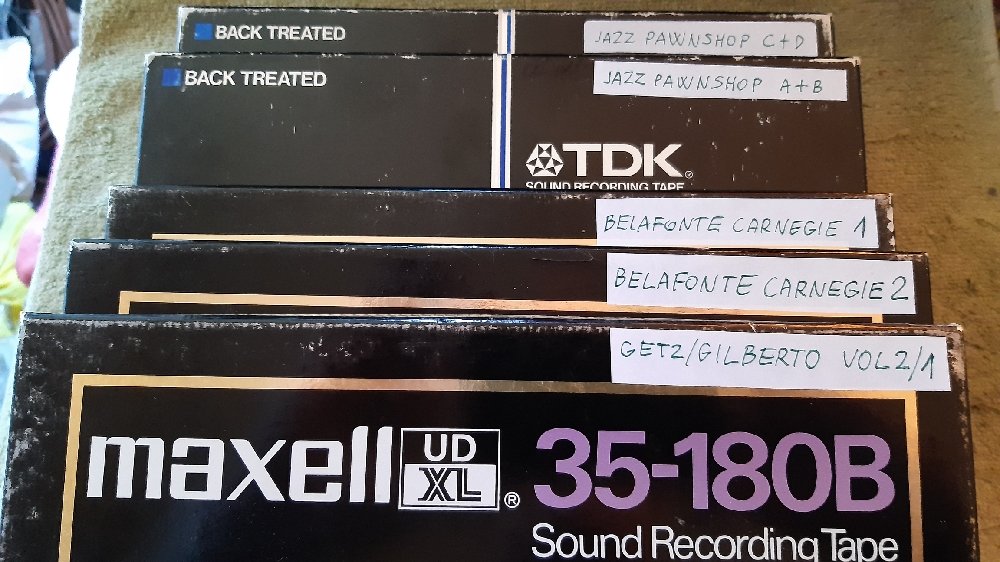 BACK TREATED
JAZZ PAWNSHOP C+D
BACK TREATED
JAZZ PAWNSHOP A+B
TDK
SOUND RECORDING TAPE
BELAFONTE CARNEGIE 1
BELAFONTE CARNEGIE 2
GETZ/GILBERTO VOL2/1
maxell UD XL ® 35-180B
Sound Recording Tape